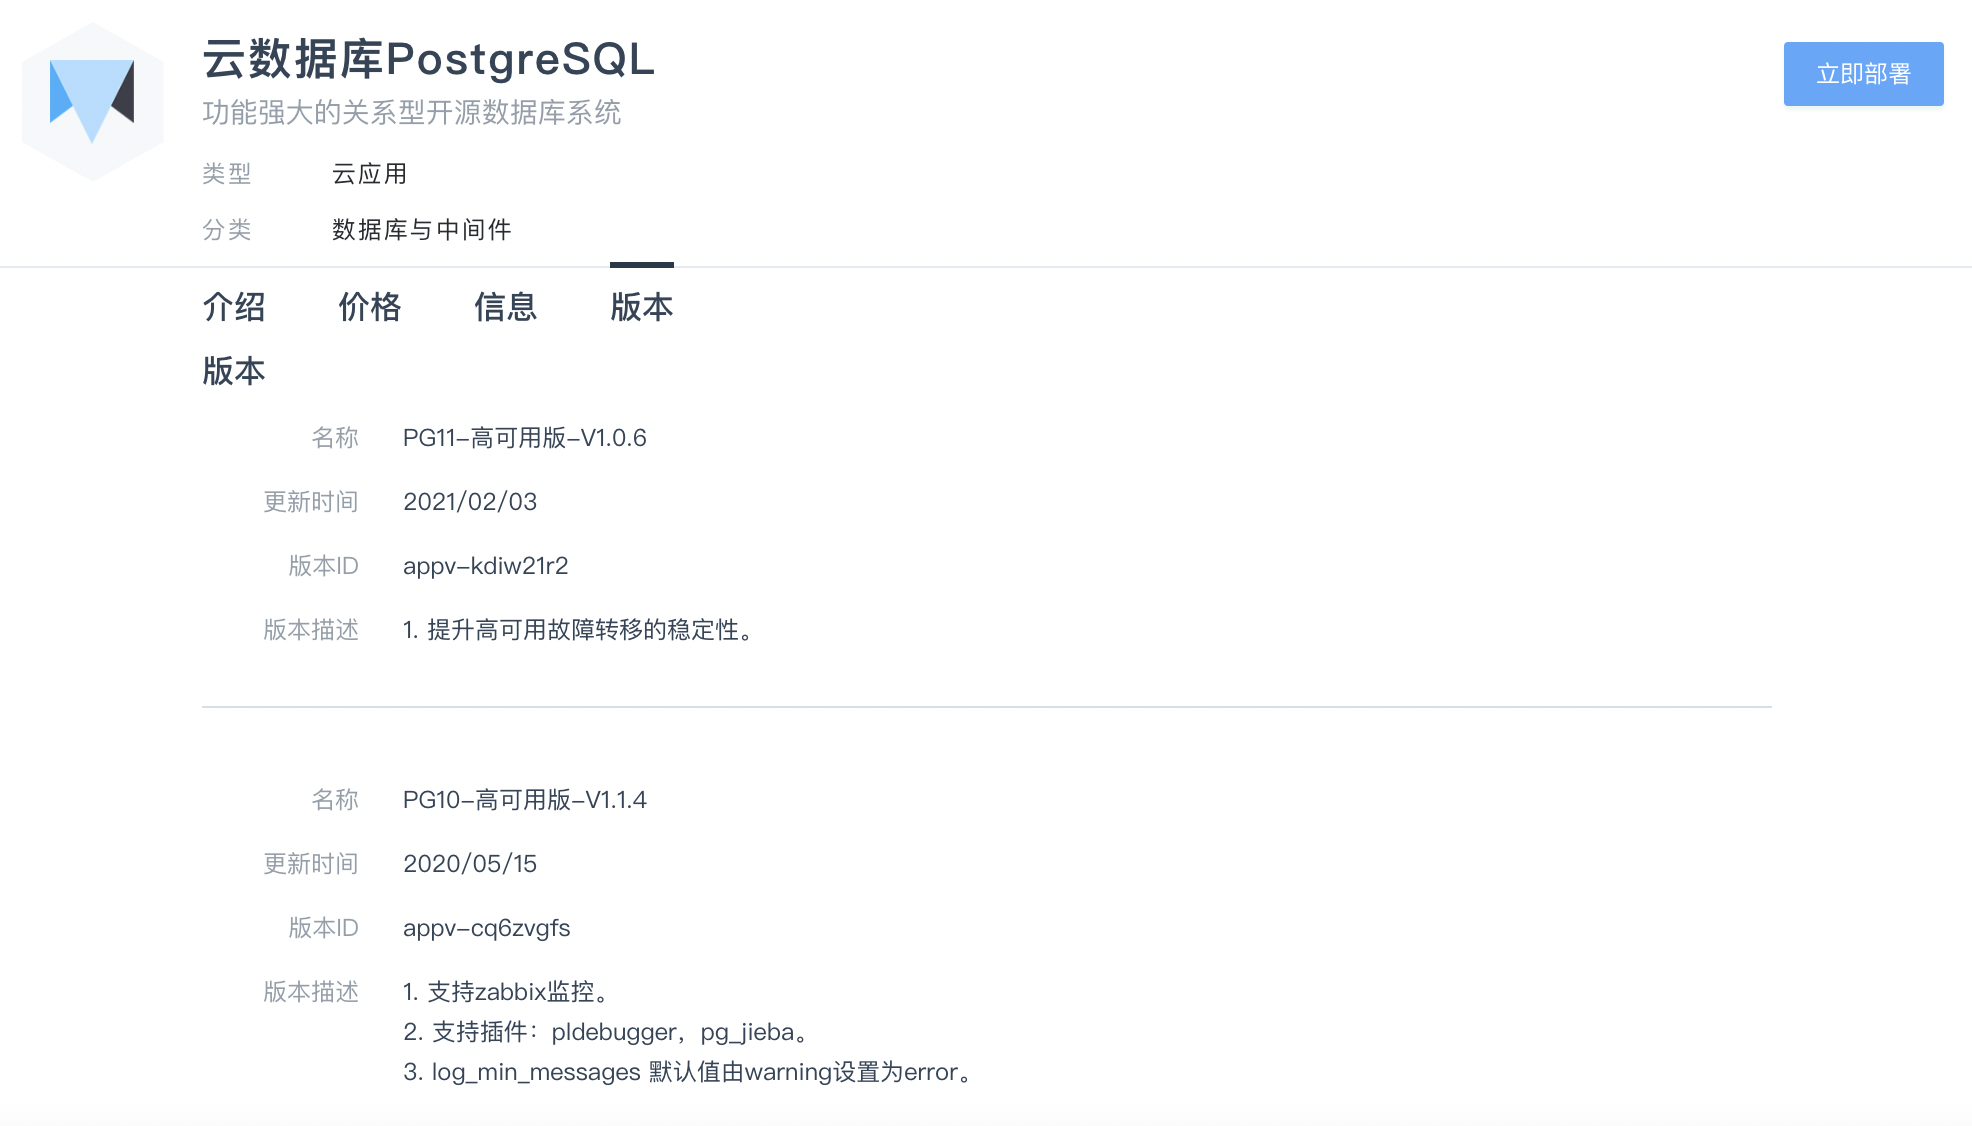 云数据库PostgreSQL
立即部署
功能强大的关系型开源数据库系统
类型 云应用
分类 数据库与中间件
介绍 价格 信息 版本
版本
名称 PG11-高可用版-V1.0.6
更新时间 2021/02/03
版本ID appv-kdiw21r2
版本描述 1. 提升高可用故障转移的稳定性。
名称 PG10-高可用版-V1.1.4
更新时间 2020/05/15
版本ID appv-cq6zvgfs
版本描述 1. 支持zabbix监控。
2. 支持插件：pldebugger，pg_jieba。
3. log_min_messages 默认值由warning设置为error。